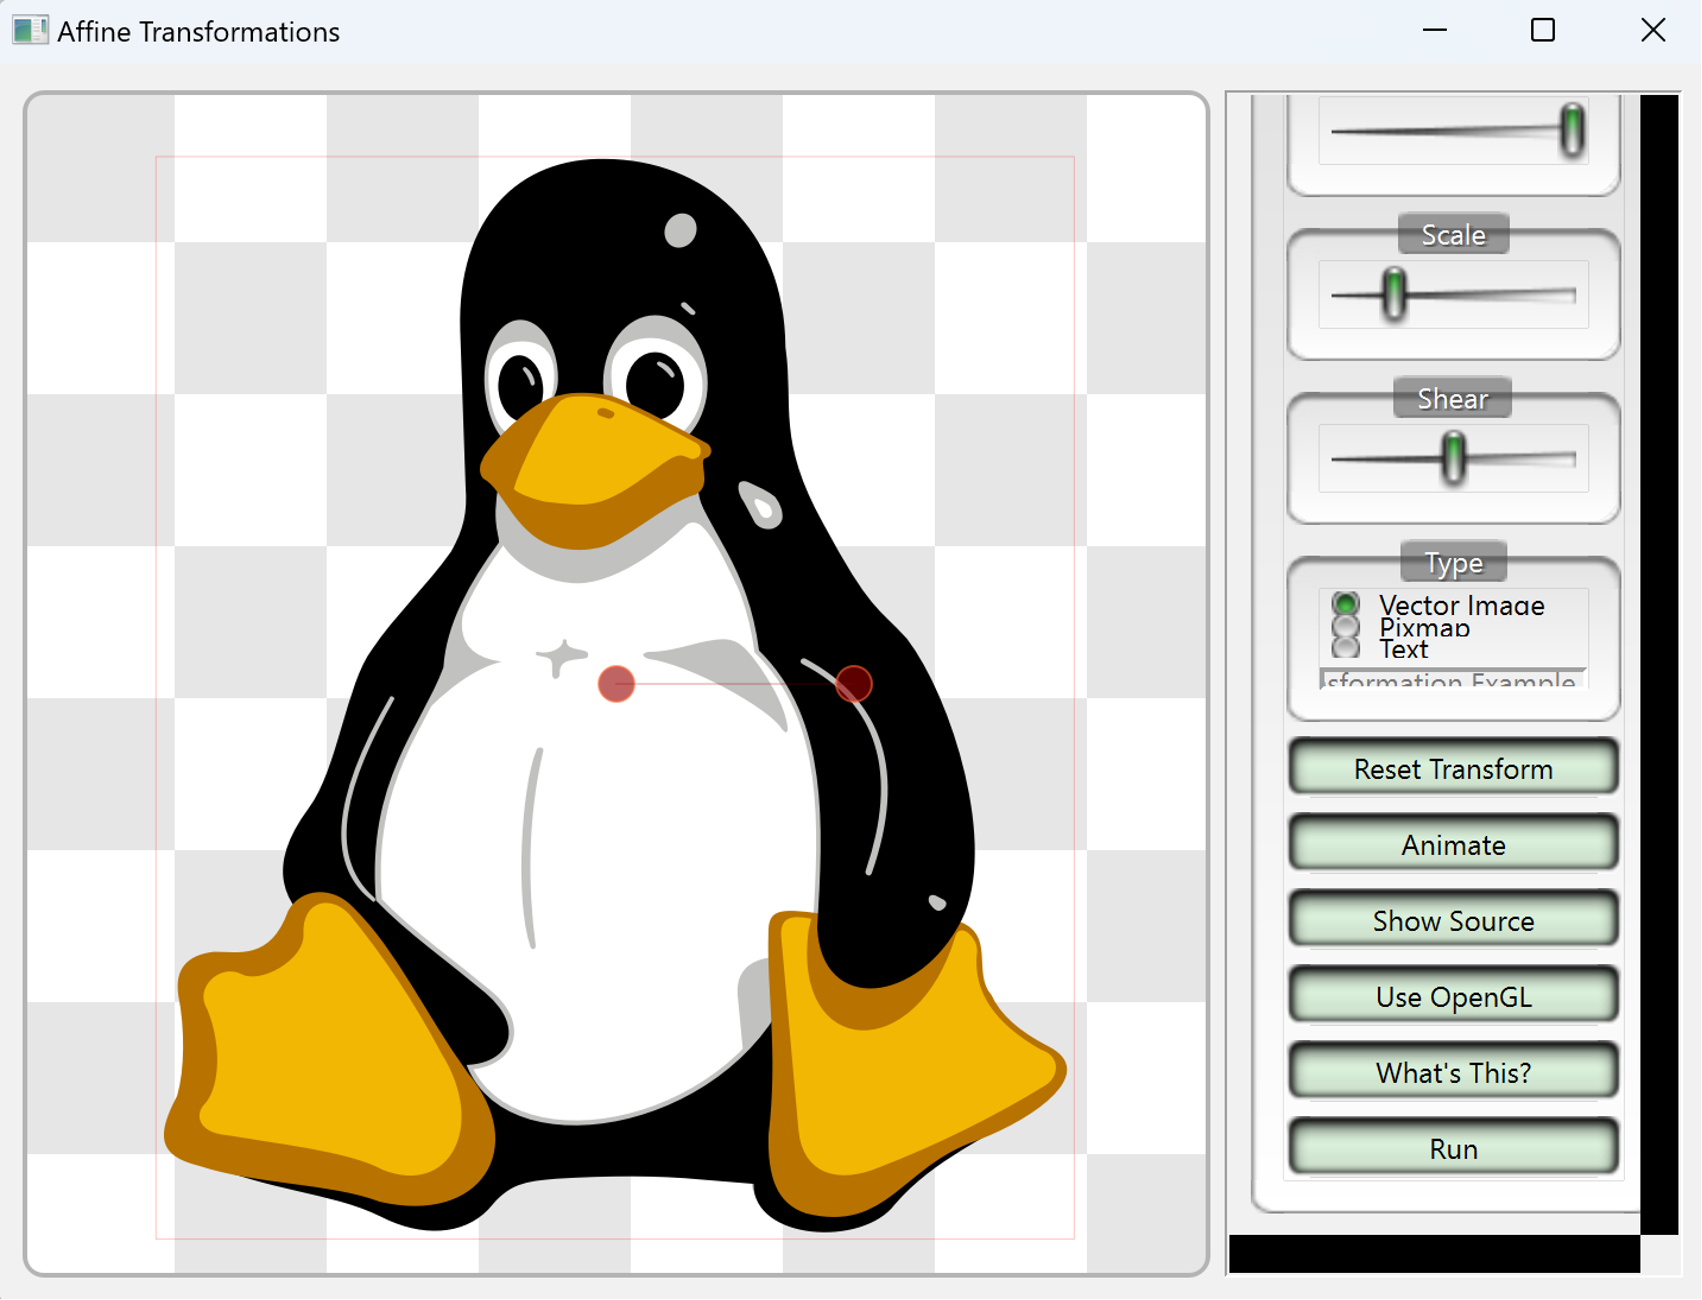 Affine Transformations
Scale
Shear
Type
Vector Image
Pixmap
Text
sformation Example
Reset Transform
Animate
Show Source
Use OpenGL
What's This?
Run